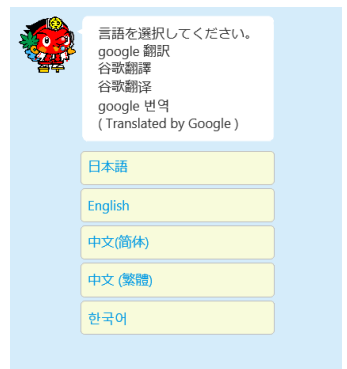 言語を選択してください。
google 翻訳
谷歌翻譯
谷歌翻译
google 번역
( Translated by Google )
日本語
English
中文(简体)
中文 (繁體)
한국어